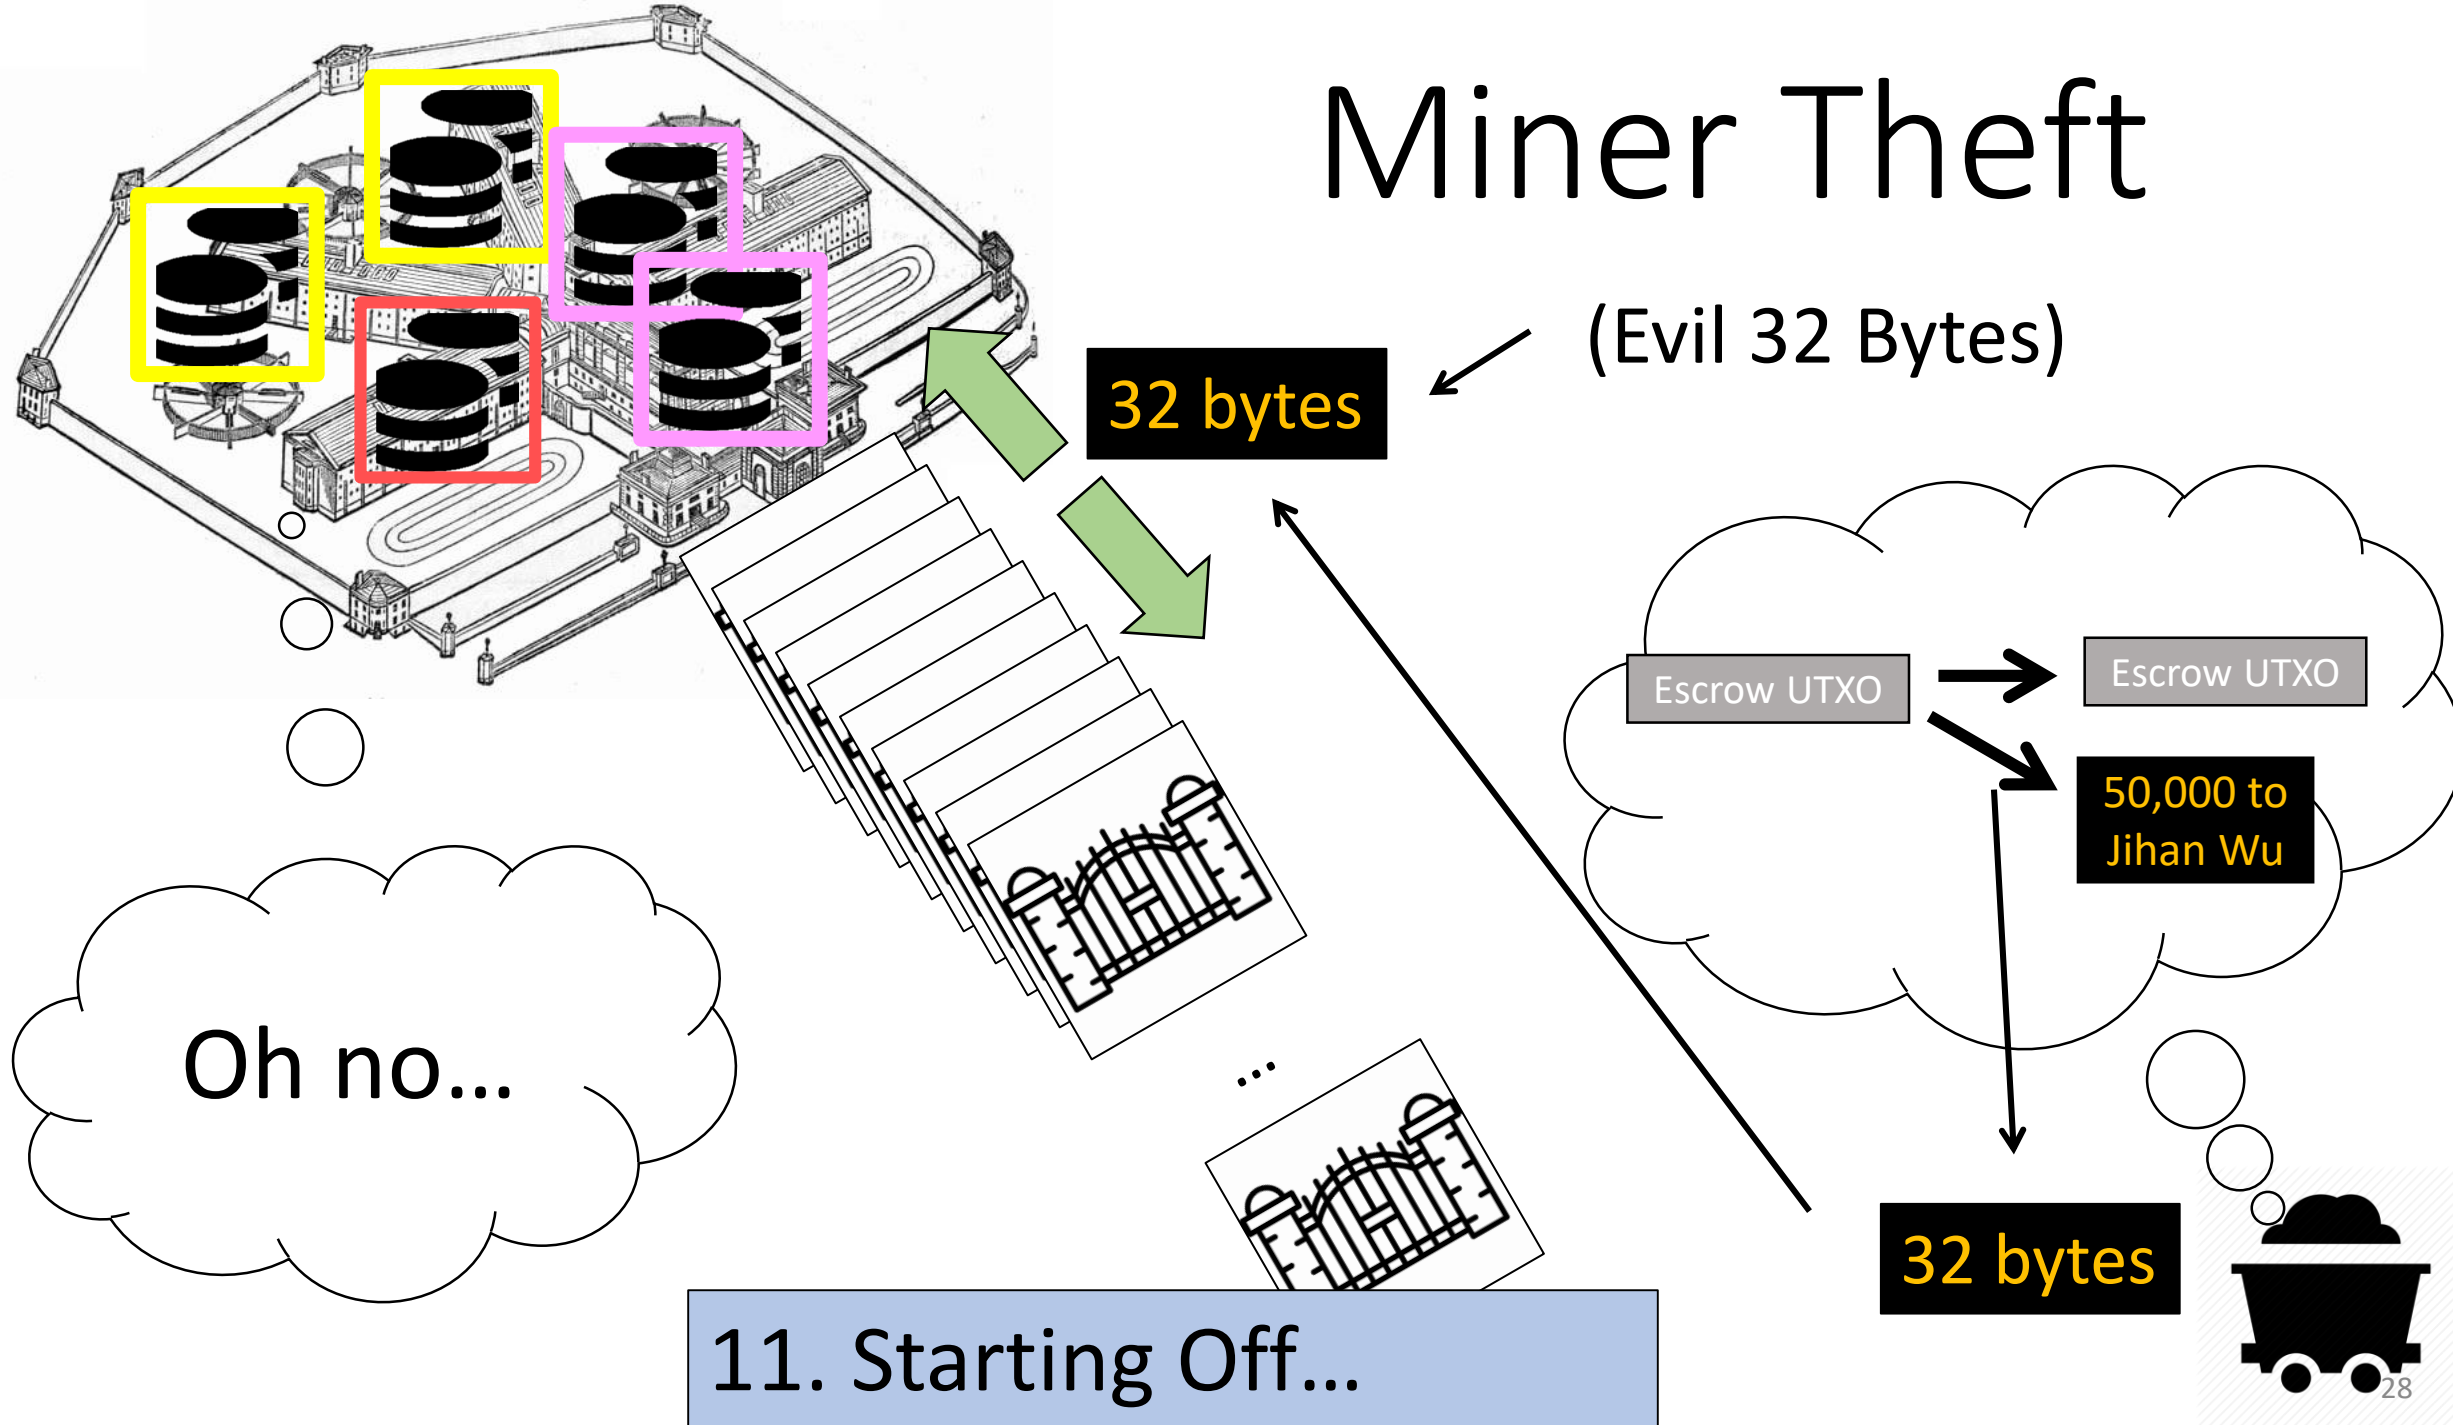 Miner Theft
(Evil 32 Bytes)
32 bytes
Escrow UTXO
Escrow UTXO
50,000 to
Jihan Wu
Oh no...
...
32 bytes
11. Starting Off...
28